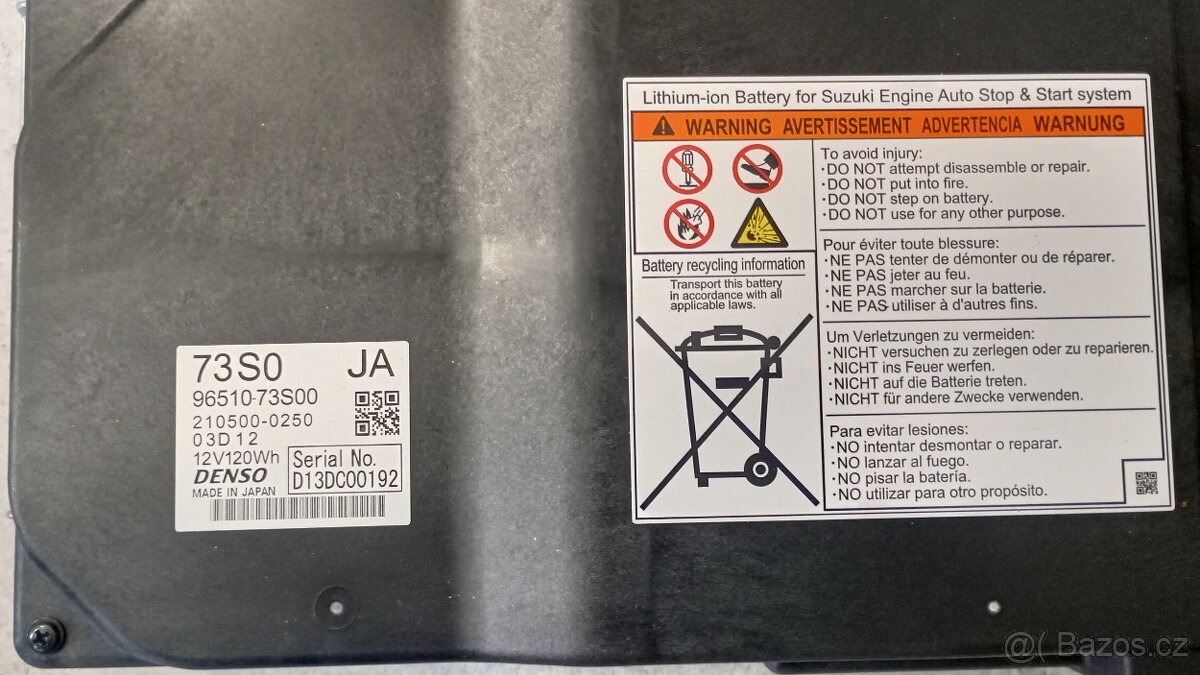 73S0 JA
96510-73S00
210500-0250
03D12
12V120Wh
DENSO
MADE IN JAPAN
Serial No.
D13DC00192
Lithium-ion Battery for Suzuki Engine Auto Stop & Start system
WARNING AVERTISSEMENT ADVERTENCIA WARNUNG
Battery recycling information
Transport this battery
in accordance with all
applicable laws.
To avoid injury:
·DO NOT attempt disassemble or repair.
·DO NOT put into fire.
·DO NOT step on battery.
·DO NOT use for any other purpose.
Pour éviter toute blessure:
·NE PAS tenter de démonter ou de réparer.
·NE PAS jeter au feu.
·NE PAS marcher sur la batterie.
·NE PAS utiliser à d'autres fins.
Um Verletzungen zu vermeiden:
·NICHT versuchen zu zerlegen oder zu reparieren.
·NICHT ins Feuer werfen.
·NICHT auf die Batterie treten.
·NICHT für andere Zwecke verwenden.
Para evitar lesiones:
·NO intentar desmontar o reparar.
·NO lanzar al fuego.
·NO pisar la batería.
·NO utilizar para otro propósito.
@( Bazos.cz